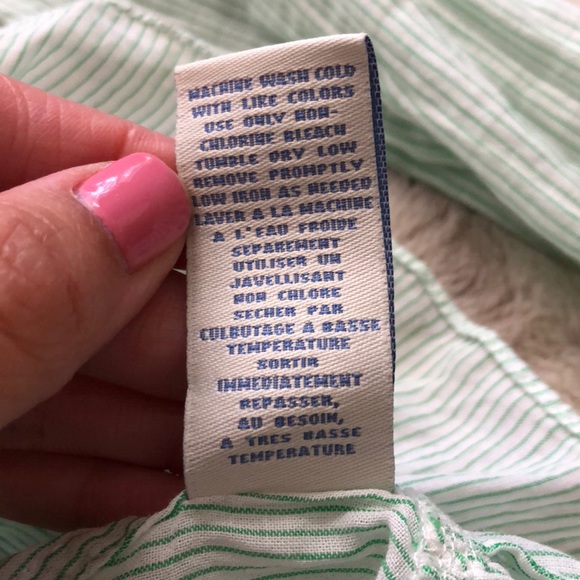 MACHINE WASH COLD
WITH LIKE COLORS
USE ONLY NON-
CHLORINE BLEACH
TUMBLE DRY LOW
REMOVE PROMPTLY
LOW IRON AS NEEDED
LAVER A LA MACHINE
A L'EAU FROIDE
SEPAREMENT
UTILISER UN
JAVELLISANT
NON CHLORE
SECHER PAR
CULBUTAGE A BASSE
TEMPERATURE
SORTIR
IMMEDIATEMENT
REPASSER,
AU BESOIN,
A TRES BASSE
TEMPERATURE